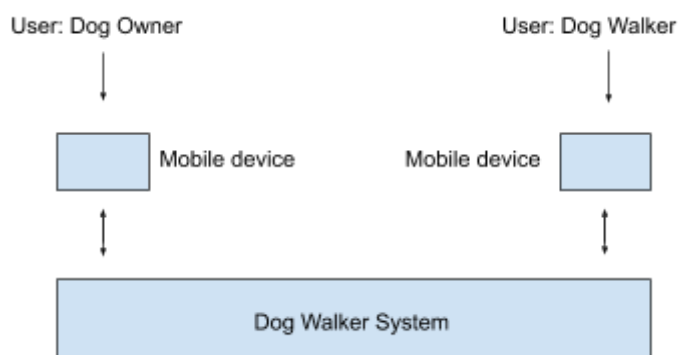 User: Dog Owner
User: Dog Walker
Mobile device
Mobile device
Dog Walker System